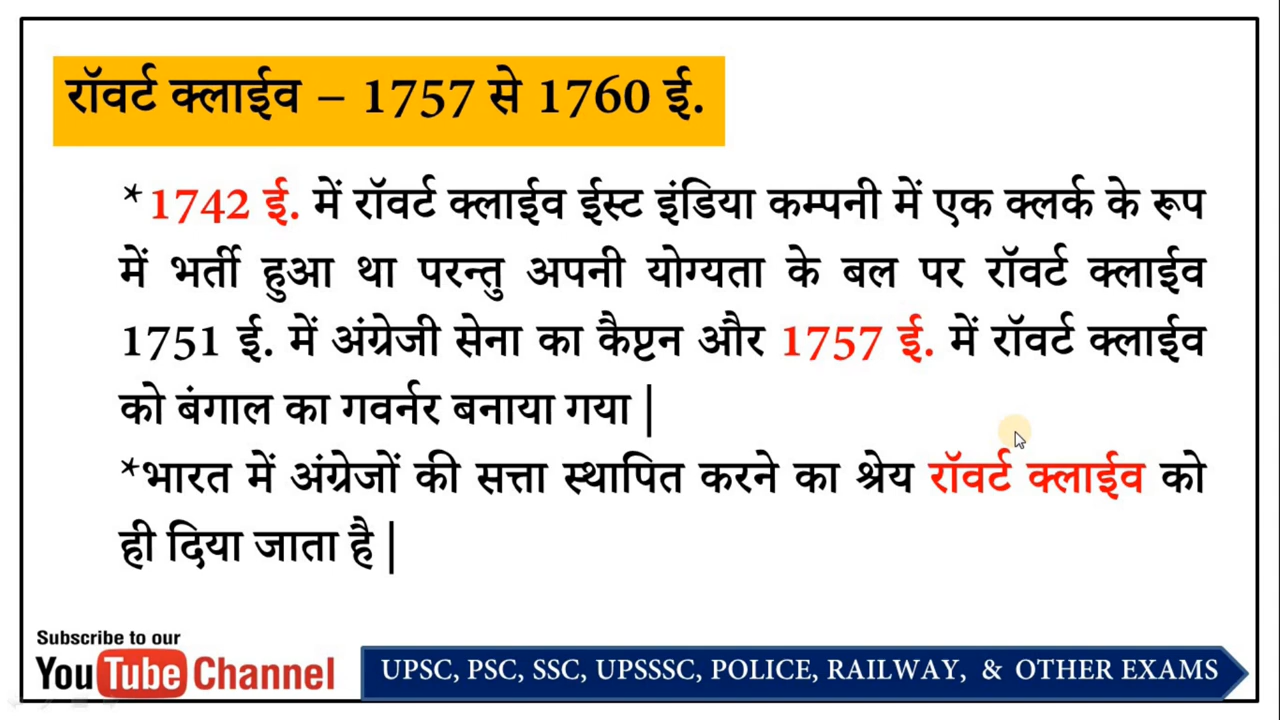 रॉवर्ट क्लाईव – 1757 से 1760 ई.
*1742 ई. में रॉवर्ट क्लाईव ईस्ट इंडिया कम्पनी में एक क्लर्क के रूप
में भर्ती हुआ था परन्तु अपनी योग्यता के बल पर रॉवर्ट क्लाईव
1751 ई. में अंग्रेजी सेना का कैप्टन और 1757 ई. में रॉवर्ट क्लाईव
को बंगाल का गवर्नर बनाया गया |
*भारत में अंग्रेजों की सत्ता स्थापित करने का श्रेय रॉवर्ट क्लाईव को
ही दिया जाता है |
Subscribe to our
YouTube Channel
UPSC, PSC, SSC, UPSSSC, POLICE, RAILWAY, & OTHER EXAMS